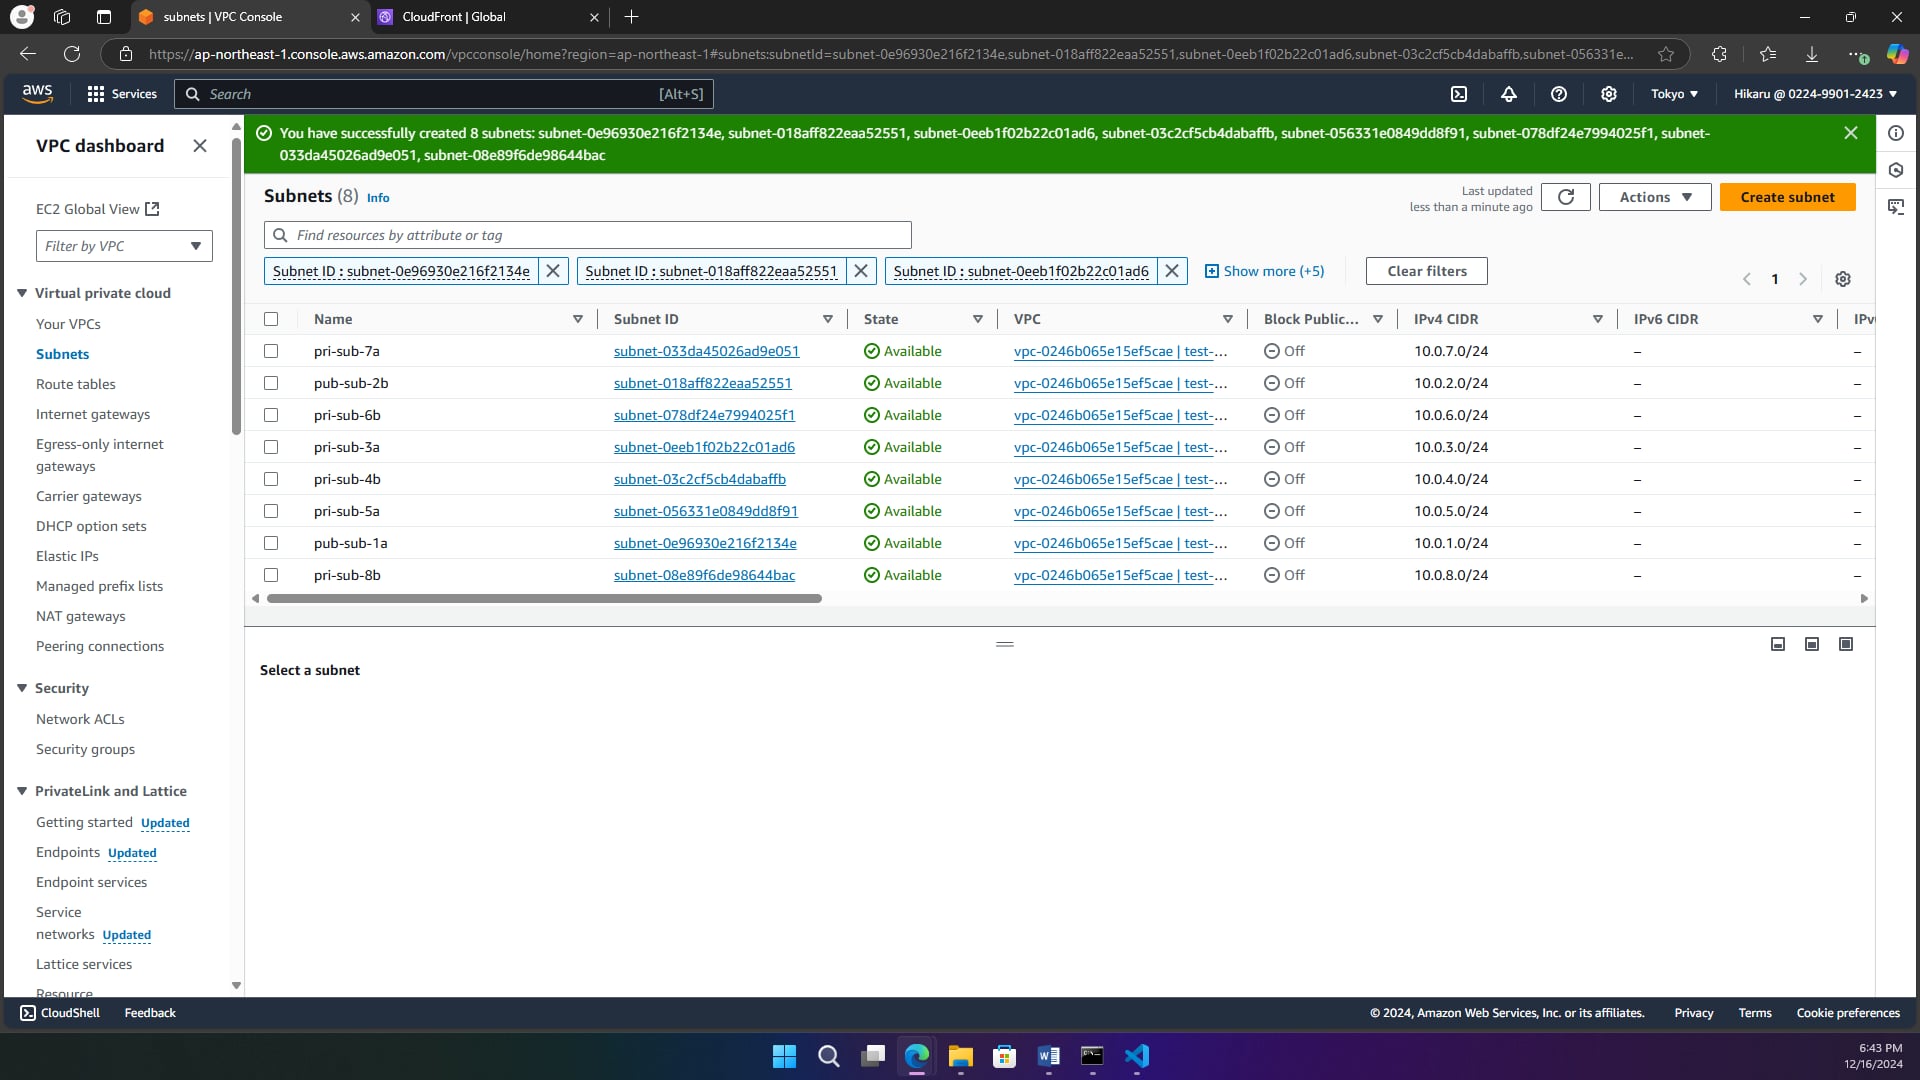 subnets | VPC Console
CloudFront | Global
https://ap-northeast-1.console.aws.amazon.com/vpcconsole/home?region=ap-northeast-1#subnets:subnetId=subnet-0e96930e216f2134e,subnet-018aff822eaa52551,subnet-0eeb1f02b22c01ad6,subnet-03c2cf5cb4dabaffb,subnet-056331e...
aws
Services
Search
[Alt+S]
Tokyo
Hikaru @ 0224-9901-2423
You have successfully created 8 subnets: subnet-0e96930e216f2134e, subnet-018aff822eaa52551, subnet-0eeb1f02b22c01ad6, subnet-03c2cf5cb4dabaffb, subnet-056331e0849dd8f91, subnet-078df24e7994025f1, subnet-
033da45026ad9e051, subnet-08e89f6de98644bac
VPC dashboard
EC2 Global View
Filter by VPC
Virtual private cloud
Your VPCs
Subnets
Route tables
Internet gateways
Egress-only internet
gateways
Carrier gateways
DHCP option sets
Elastic IPs
Managed prefix lists
NAT gateways
Peering connections
Security
Network ACLs
Security groups
PrivateLink and Lattice
Getting started Updated
Endpoints Updated
Endpoint services
Service
networks Updated
Lattice services
Resource
Subnets (8) Info
Last updated
less than a minute ago
Actions
Create subnet
Find resources by attribute or tag
Subnet ID : subnet-0e96930e216f2134e
Subnet ID : subnet-018aff822eaa52551
Subnet ID : subnet-0eeb1f02b22c01ad6
Show more (+5)
Clear filters
1
Name Subnet ID State VPC Block Public... IPv4 CIDR IPv6 CIDR IPv
pri-sub-7a subnet-033da45026ad9e051 Available vpc-0246b065e15ef5cae | test-... Off 10.0.7.0/24 – –
pub-sub-2b subnet-018aff822eaa52551 Available vpc-0246b065e15ef5cae | test-... Off 10.0.2.0/24 – –
pri-sub-6b subnet-078df24e7994025f1 Available vpc-0246b065e15ef5cae | test-... Off 10.0.6.0/24 – –
pri-sub-3a subnet-0eeb1f02b22c01ad6 Available vpc-0246b065e15ef5cae | test-... Off 10.0.3.0/24 – –
pri-sub-4b subnet-03c2cf5cb4dabaffb Available vpc-0246b065e15ef5cae | test-... Off 10.0.4.0/24 – –
pri-sub-5a subnet-056331e0849dd8f91 Available vpc-0246b065e15ef5cae | test-... Off 10.0.5.0/24 – –
pub-sub-1a subnet-0e96930e216f2134e Available vpc-0246b065e15ef5cae | test-... Off 10.0.1.0/24 – –
pri-sub-8b subnet-08e89f6de98644bac Available vpc-0246b065e15ef5cae | test-... Off 10.0.8.0/24 – –
Select a subnet
CloudShell
Feedback
© 2024, Amazon Web Services, Inc. or its affiliates.
Privacy
Terms
Cookie preferences
6:43 PM
12/16/2024